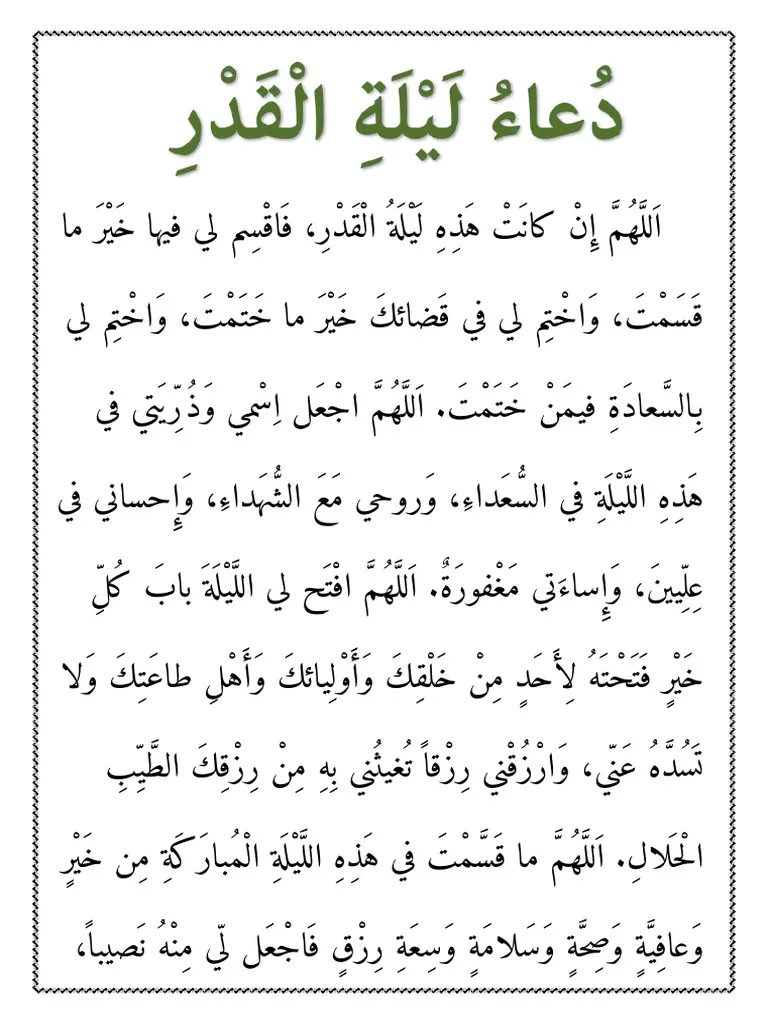 دُعاءُ لَيْلَةِ الْقَدْرِ
اَللَّهُمَّ إِنْ كانَتْ هَذِهِ لَيْلَةُ الْقَدْرِ، فَاقْسِم لي فيها خَيْرَ ما
قَسَمْتَ، وَاخْتِم لي في قَضائكَ خَيْرَ ما خَتَمْتَ، وَاخْتِم لي
بِالسَّعادَةِ فيمَنْ خَتَمْتَ. اَللَّهُمَّ اجْعَل اِسْمي وَذُرِّيَتي في
هَذِهِ اللَّيْلَةِ في السُّعَداءِ، وَروحي مَعَ الشُّهَداءِ، وَإِحساني في
عِلِّيينَ، وَإِساءَتي مَغْفورَةٌ. اَللَّهُمَّ افْتَح لي اللَّيْلَةَ بابَ كُلِّ
خَيْرٍ فَتَحْتَهُ لِأَحَدٍ مِنْ خَلْقِكَ وَأَوْلِيائكَ وَأَهْلِ طاعَتِكَ وَلا
تَسُدَّهُ عَنّي، وَارْزُقْني رِزْقاً تُغيثُني بِهِ مِنْ رِزْقِكَ الطَّيِّبِ
الْحَلالِ. اَللَّهُمَّ ما قَسَّمْتَ في هَذِهِ اللَّيْلَةِ الْمُبارَكَةِ مِن خَيْرٍ
وَعافِيَّةٍ وَصِحَّةٍ وَسَلامَةٍ وَسِعَةِ رِزْقٍ فَاجْعَل لّي مِنْهُ نَصيباً،